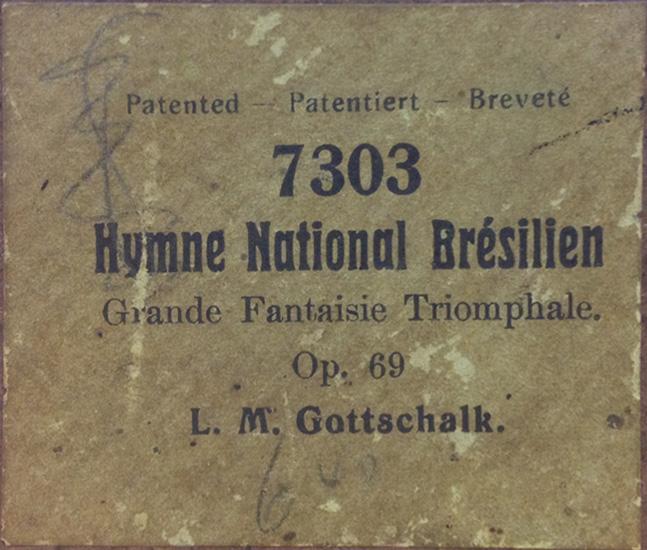 Patented — Patentiert — Breveté
7303
Hymne National Brésilien
Grande Fantaisie Triomphale.
Op. 69
L. M. Gottschalk.